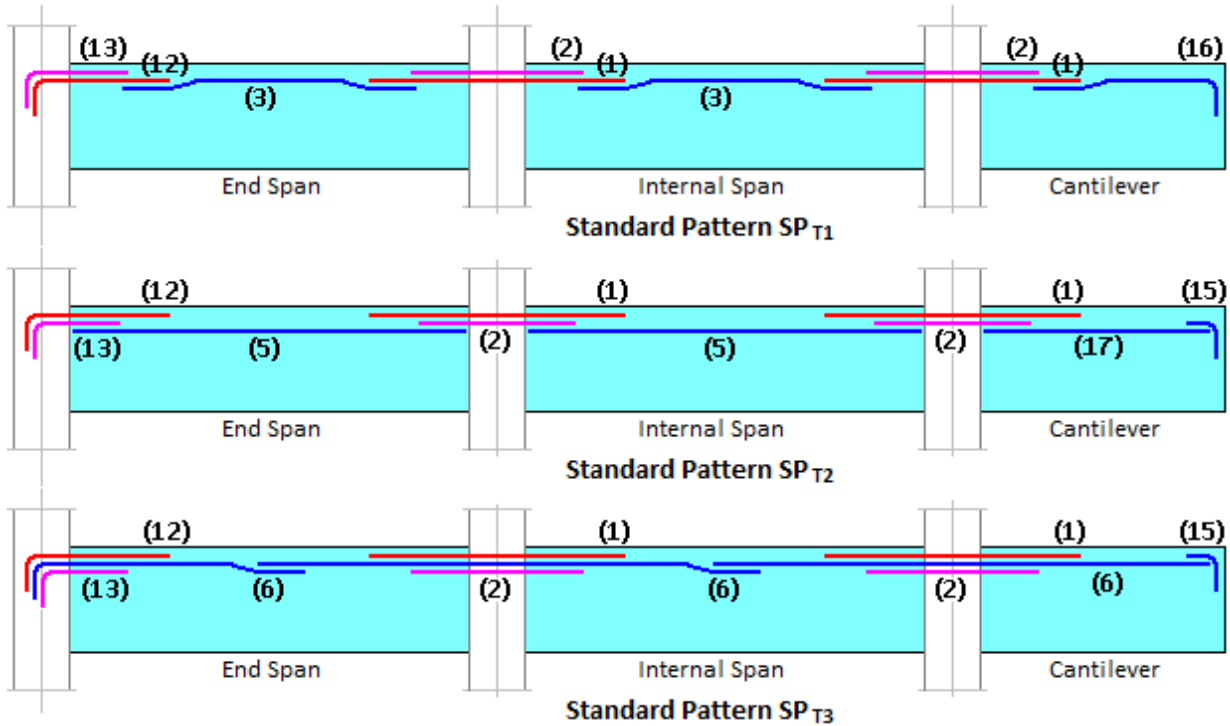 (13) (2) (2) (16)
(12) (1) (1)
(3) (3)
End Span Internal Span Cantilever
Standard Pattern SP T1
(12) (1) (1) (15)
(13) (5) (2) (5) (2) (17)
End Span Internal Span Cantilever
Standard Pattern SP T2
(12) (1) (1) (15)
(13) (6) (2) (6) (2) (6)
End Span Internal Span Cantilever
Standard Pattern SP T3